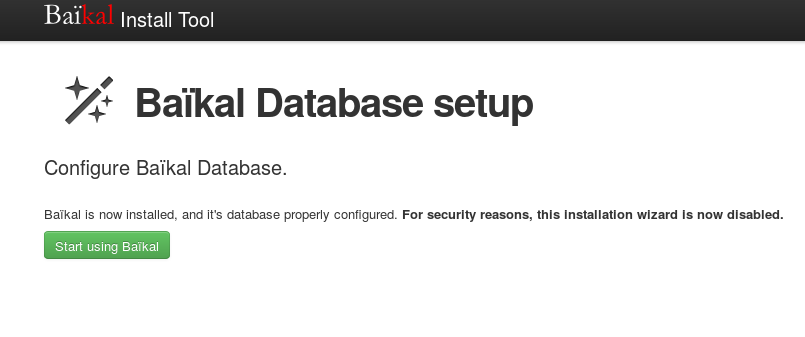 Baïkal Install Tool
Baïkal Database setup
Configure Baïkal Database.
Baïkal is now installed, and it's database properly configured. For security reasons, this installation wizard is now disabled.
Start using Baïkal